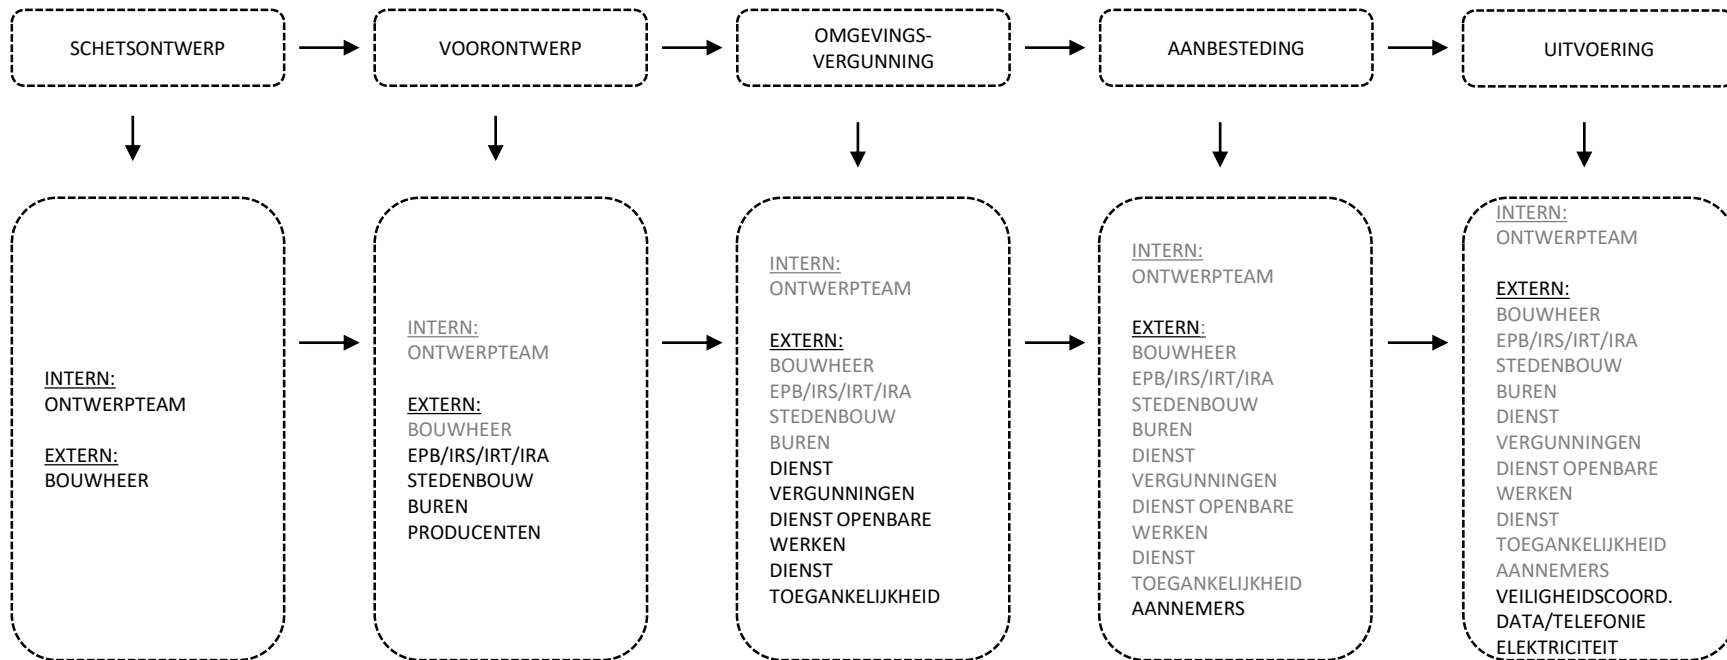 SCHETSONTWERP
VOORONTWERP
OMGEVINGS-
VERGUNNING
AANBESTEDING
UITVOERING
INTERN:
ONTWERPTEAM
EXTERN:
BOUWHEER
INTERN:
ONTWERPTEAM
EXTERN:
BOUWHEER
EPB/IRS/IRT/IRA
STEDENBOUW
BUREN
PRODUCENTEN
INTERN:
ONTWERPTEAM
EXTERN:
BOUWHEER
EPB/IRS/IRT/IRA
STEDENBOUW
BUREN
DIENST
VERGUNNINGEN
DIENST OPENBARE
WERKEN
DIENST
TOEGANKELIJKHEID
INTERN:
ONTWERPTEAM
EXTERN:
BOUWHEER
EPB/IRS/IRT/IRA
STEDENBOUW
BUREN
DIENST
VERGUNNINGEN
DIENST OPENBARE
WERKEN
DIENST
TOEGANKELIJKHEID
AANNEMERS
INTERN:
ONTWERPTEAM
EXTERN:
BOUWHEER
EPB/IRS/IRT/IRA
STEDENBOUW
BUREN
DIENST
VERGUNNINGEN
DIENST OPENBARE
WERKEN
DIENST
TOEGANKELIJKHEID
AANNEMERS
VEILIGHEIDSCOORD.
DATA/TELEFONIE
ELEKTRICITEIT